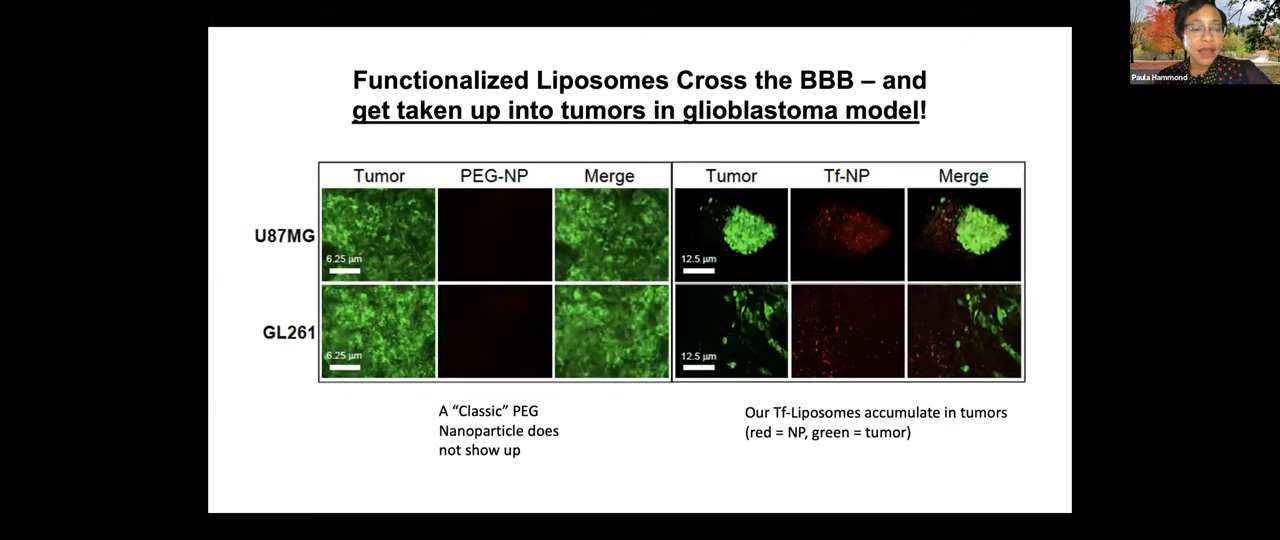 Functionalized Liposomes Cross the BBB – and
get taken up into tumors in glioblastoma model!
Tumor PEG-NP Merge Tumor Tf-NP Merge
U87MG
6.25 µm
12.5 µm
GL261
6.25 µm
12.5 µm
A “Classic” PEG
Nanoparticle does
not show up
Our Tf-Liposomes accumulate in tumors
(red = NP, green = tumor)
Paula Hammond